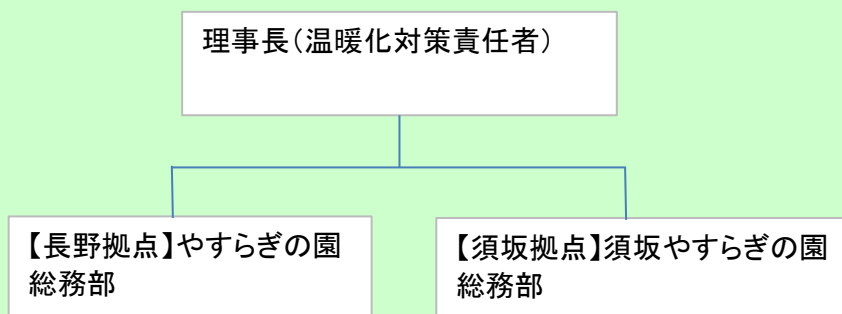 理事長（温暖化対策責任者）
【長野拠点】やすらぎの園
総務部
【須坂拠点】須坂やすらぎの園
総務部